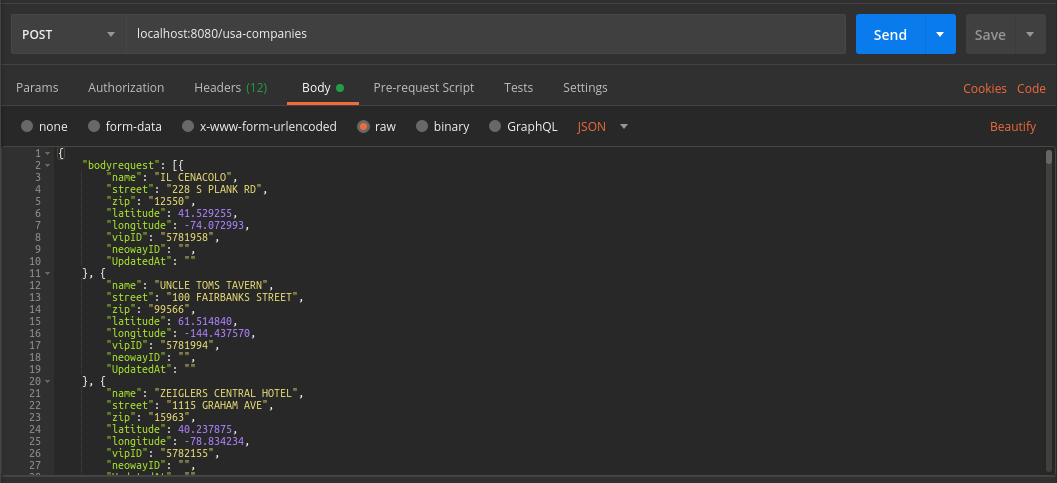 POST localhost:8080/usa-companies Send Save
Params Authorization Headers (12) Body Pre-request Script Tests Settings Cookies Code
none form-data x-www-form-urlencoded raw binary GraphQL JSON Beautify
1 {
2 "bodyrequest": [{
3 "name": "IL CENACOLO",
4 "street": "228 S PLANK RD",
5 "zip": "12550",
6 "latitude": 41.529255,
7 "longitude": -74.072993,
8 "vipID": "5781958",
9 "neowayID": "",
10 "UpdatedAt": ""
11 }, {
12 "name": "UNCLE TOMS TAVERN",
13 "street": "100 FAIRBANKS STREET",
14 "zip": "99566",
15 "latitude": 61.514840,
16 "longitude": -144.437570,
17 "vipID": "5781994",
18 "neowayID": "",
19 "UpdatedAt": ""
20 }, {
21 "name": "ZEIGLERS CENTRAL HOTEL",
22 "street": "1115 GRAHAM AVE",
23 "zip": "15963",
24 "latitude": 40.237875,
25 "longitude": -78.834234,
26 "vipID": "5782155",
27 "neowayID": "",